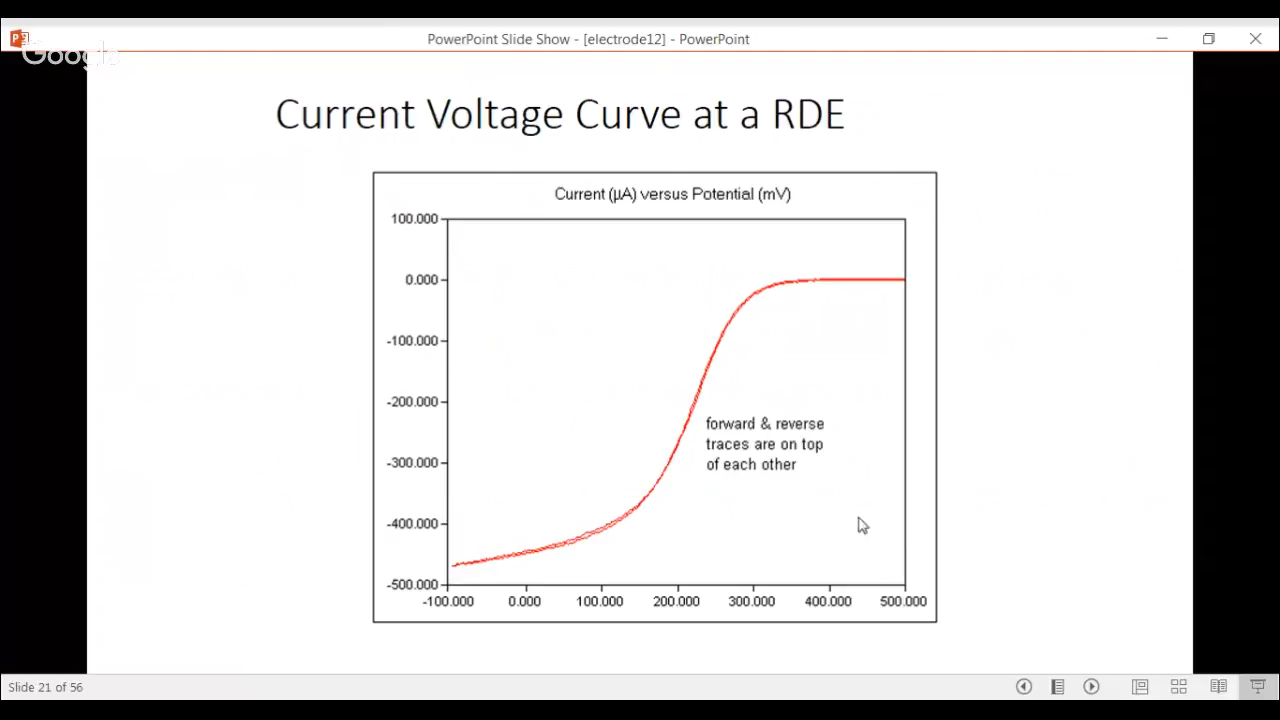 PowerPoint Slide Show - [electrode12] - PowerPoint
Google
Current Voltage Curve at a RDE
Current (µA) versus Potential (mV)
100.000
0.000
-100.000
-200.000
-300.000
-400.000
-500.000
forward & reverse
traces are on top
of each other
-100.000 0.000 100.000 200.000 300.000 400.000 500.000
Slide 21 of 56